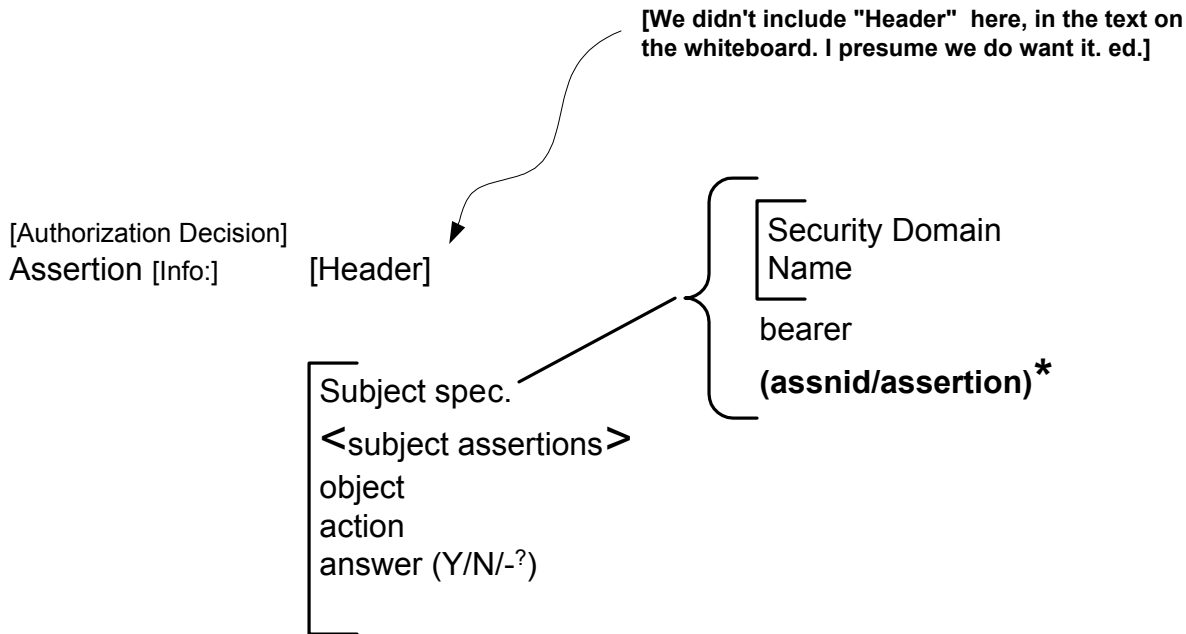 [We didn't include "Header"  here, in the text on
the whiteboard. I presume we do want it. ed.]
[Authorization Decision]
Assertion [Info:]
[Header]
Subject spec.
<subject assertions>
object
action
answer (Y/N/-?)
Security Domain
Name
bearer
(assnid/assertion)*